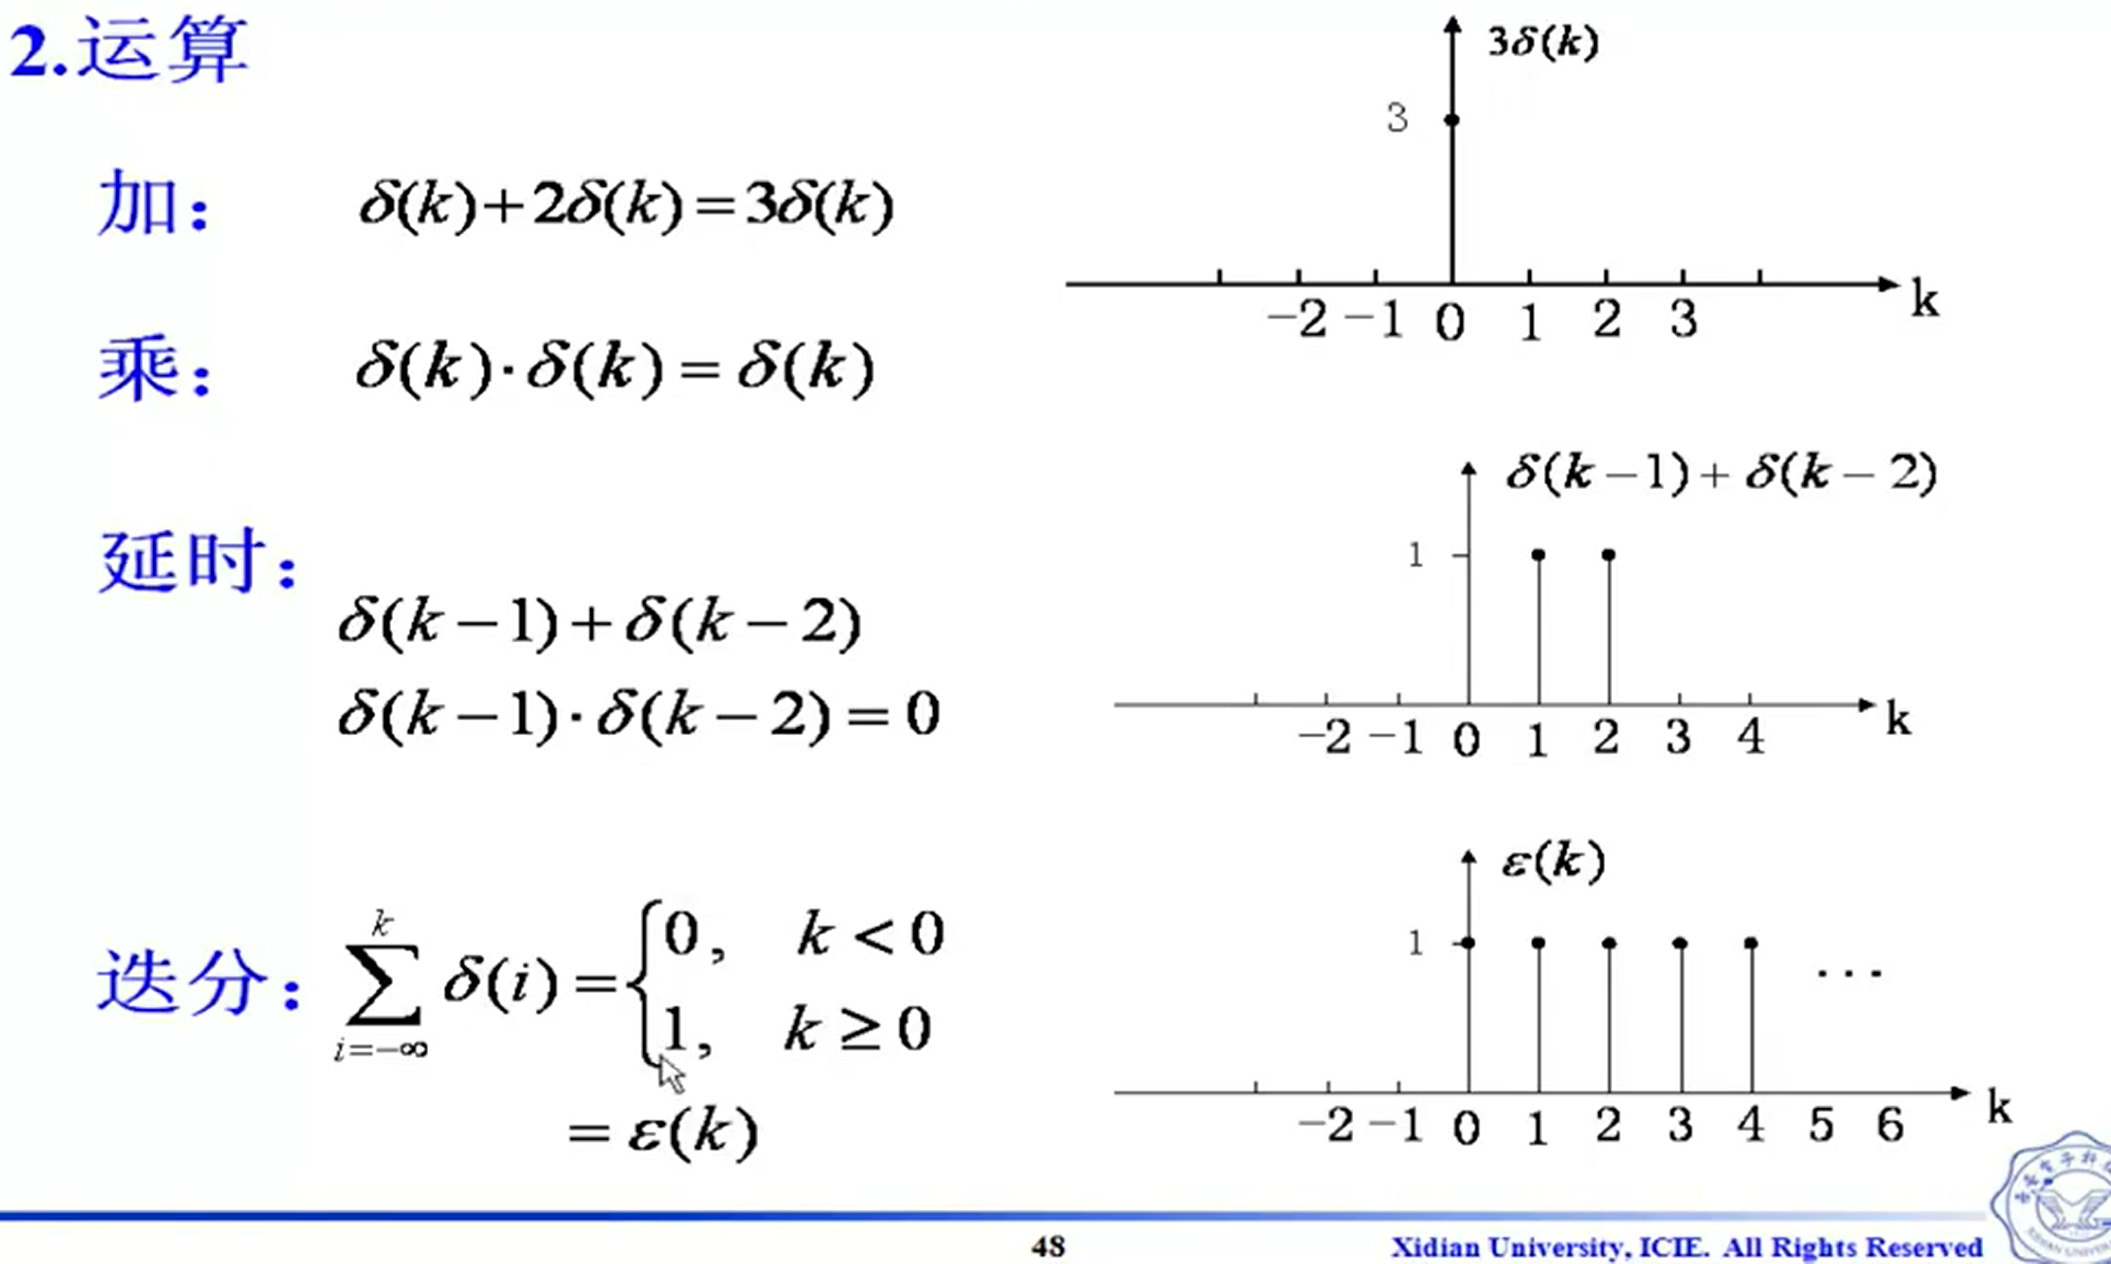 2.运算
加： δ(k)+2δ(k)=3δ(k)
乘： δ(k)·δ(k)=δ(k)
延时：
δ(k−1)+δ(k−2)
δ(k−1)·δ(k−2)=0
迭分： \sum_{i=-∞}^{k} δ(i) = { 0, k<0
1, k≥0
=ε(k)
3δ(k)
3
−2 −1 0 1 2 3 k
δ(k−1)+δ(k−2)
1
−2 −1 0 1 2 3 4 k
ε(k)
1 ···
−2 −1 0 1 2 3 4 5 6 k
48
Xidian University, ICIE. All Rights Reserved